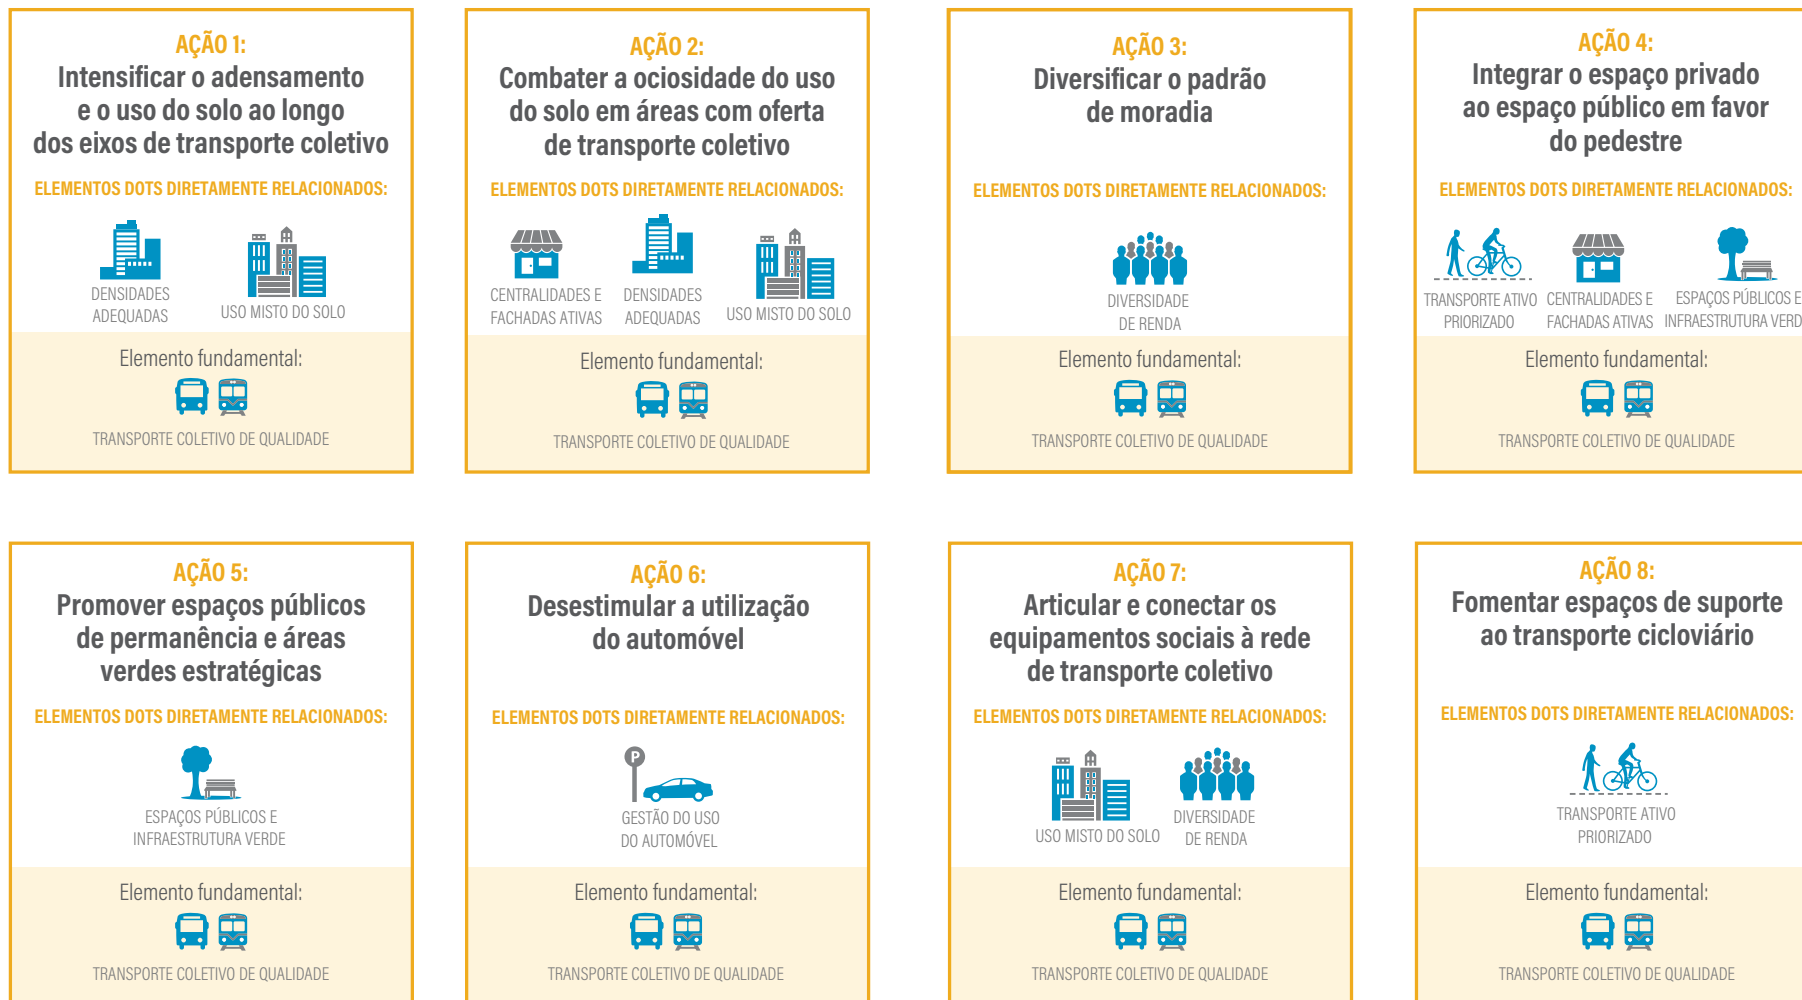 AÇÃO 1:
Intensificar o adensamento
e o uso do solo ao longo
dos eixos de transporte coletivo
ELEMENTOS DOTS DIRETAMENTE RELACIONADOS:
DENSIDADES
ADEQUADAS
USO MISTO DO SOLO
Elemento fundamental:
TRANSPORTE COLETIVO DE QUALIDADE
AÇÃO 2:
Combater a ociosidade do uso
do solo em áreas com oferta
de transporte coletivo
ELEMENTOS DOTS DIRETAMENTE RELACIONADOS:
CENTRALIDADES E
FACHADAS ATIVAS
DENSIDADES
ADEQUADAS
USO MISTO DO SOLO
Elemento fundamental:
TRANSPORTE COLETIVO DE QUALIDADE
AÇÃO 3:
Diversificar o padrão
de moradia
ELEMENTOS DOTS DIRETAMENTE RELACIONADOS:
DIVERSIDADE
DE RENDA
Elemento fundamental:
TRANSPORTE COLETIVO DE QUALIDADE
AÇÃO 4:
Integrar o espaço privado
ao espaço público em favor
do pedestre
ELEMENTOS DOTS DIRETAMENTE RELACIONADOS:
TRANSPORTE ATIVO
PRIORIZADO
CENTRALIDADES E
FACHADAS ATIVAS
ESPAÇOS PÚBLICOS E
INFRAESTRUTURA VERD
Elemento fundamental:
TRANSPORTE COLETIVO DE QUALIDADE
AÇÃO 5:
Promover espaços públicos
de permanência e áreas
verdes estratégicas
ELEMENTOS DOTS DIRETAMENTE RELACIONADOS:
ESPAÇOS PÚBLICOS E
INFRAESTRUTURA VERDE
Elemento fundamental:
TRANSPORTE COLETIVO DE QUALIDADE
AÇÃO 6:
Desestimular a utilização
do automóvel
ELEMENTOS DOTS DIRETAMENTE RELACIONADOS:
P
GESTÃO DO USO
DO AUTOMÓVEL
Elemento fundamental:
TRANSPORTE COLETIVO DE QUALIDADE
AÇÃO 7:
Articular e conectar os
equipamentos sociais à rede
de transporte coletivo
ELEMENTOS DOTS DIRETAMENTE RELACIONADOS:
USO MISTO DO SOLO
DIVERSIDADE
DE RENDA
Elemento fundamental:
TRANSPORTE COLETIVO DE QUALIDADE
AÇÃO 8:
Fomentar espaços de suporte
ao transporte cicloviário
ELEMENTOS DOTS DIRETAMENTE RELACIONADOS:
TRANSPORTE ATIVO
PRIORIZADO
Elemento fundamental:
TRANSPORTE COLETIVO DE QUALIDADE